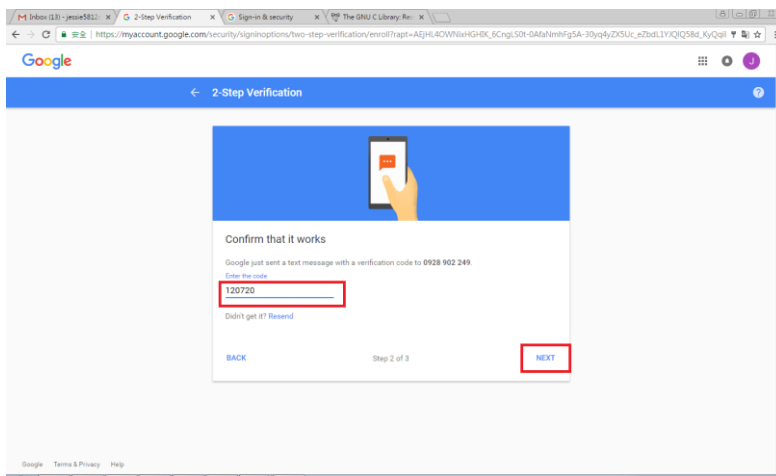 Inbox (13) - jessie5812
G 2-Step Verification
G Sign-in & security
The GNU C Library: Re
安全 | https://myaccount.google.com/security/signinoptions/two-step-verification/enroll?rapt=
Google
J
← 2-Step Verification
?
Confirm that it works
Google just sent a text message with a verification code to 0928 902 249.
Enter the code
120720
Didn't get it? Resend
BACK
Step 2 of 3
NEXT
Google Terms & Privacy Help